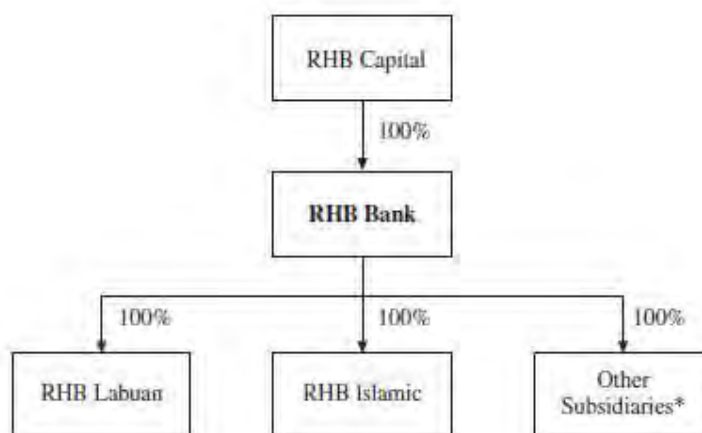 RHB Capital
100%
RHB Bank
100%
100%
100%
RHB Labuan
RHB Islamic
Other
Subsidiaries*